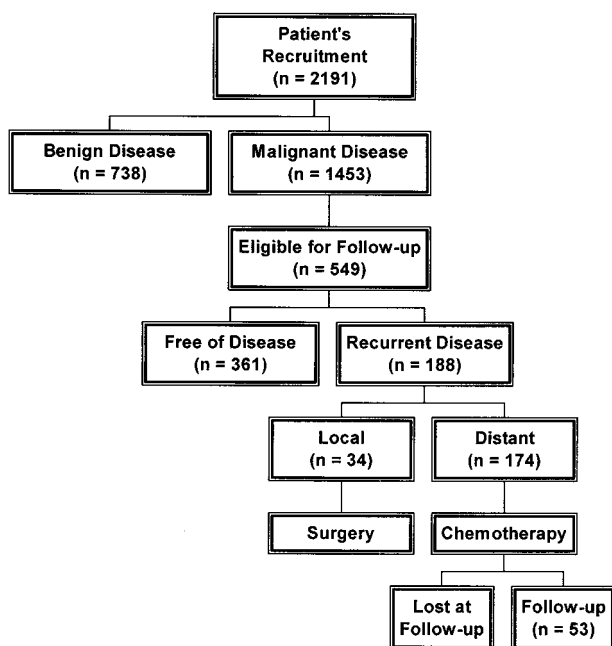 Patient's
Recruitment
(n = 2191)
Benign Disease
(n = 738)
Malignant Disease
(n = 1453)
Eligible for Follow-up
(n = 549)
Free of Disease
(n = 361)
Recurrent Disease
(n = 188)
Local
(n = 34)
Distant
(n = 174)
Surgery
Chemotherapy
Lost at
Follow-up
Follow-up
(n = 53)